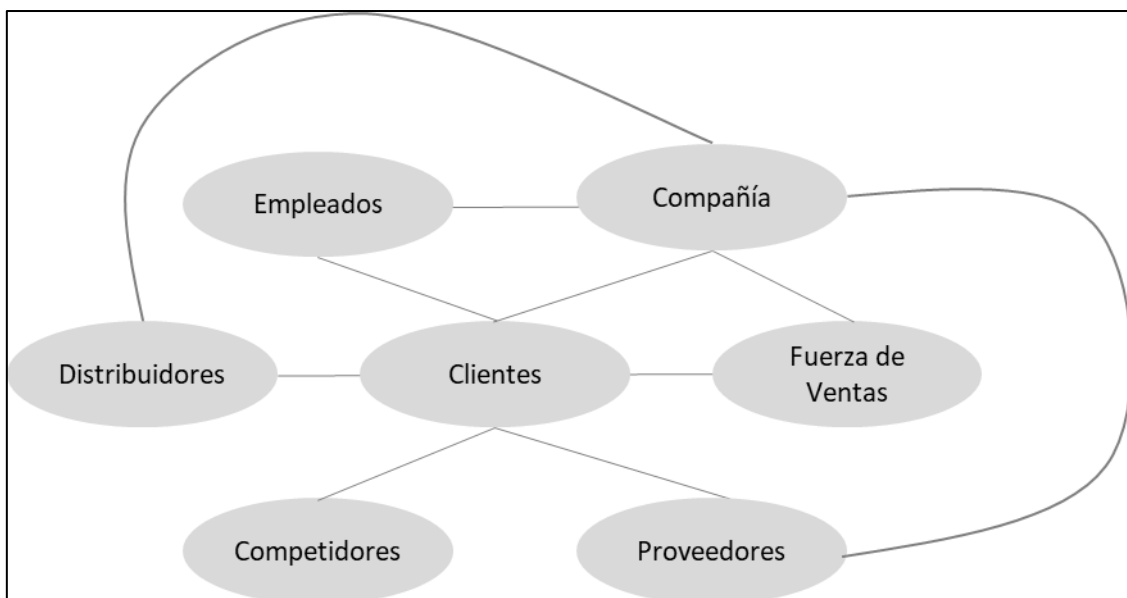 Empleados
Compañía
Distribuidores
Clientes
Fuerza de
Ventas
Competidores
Proveedores